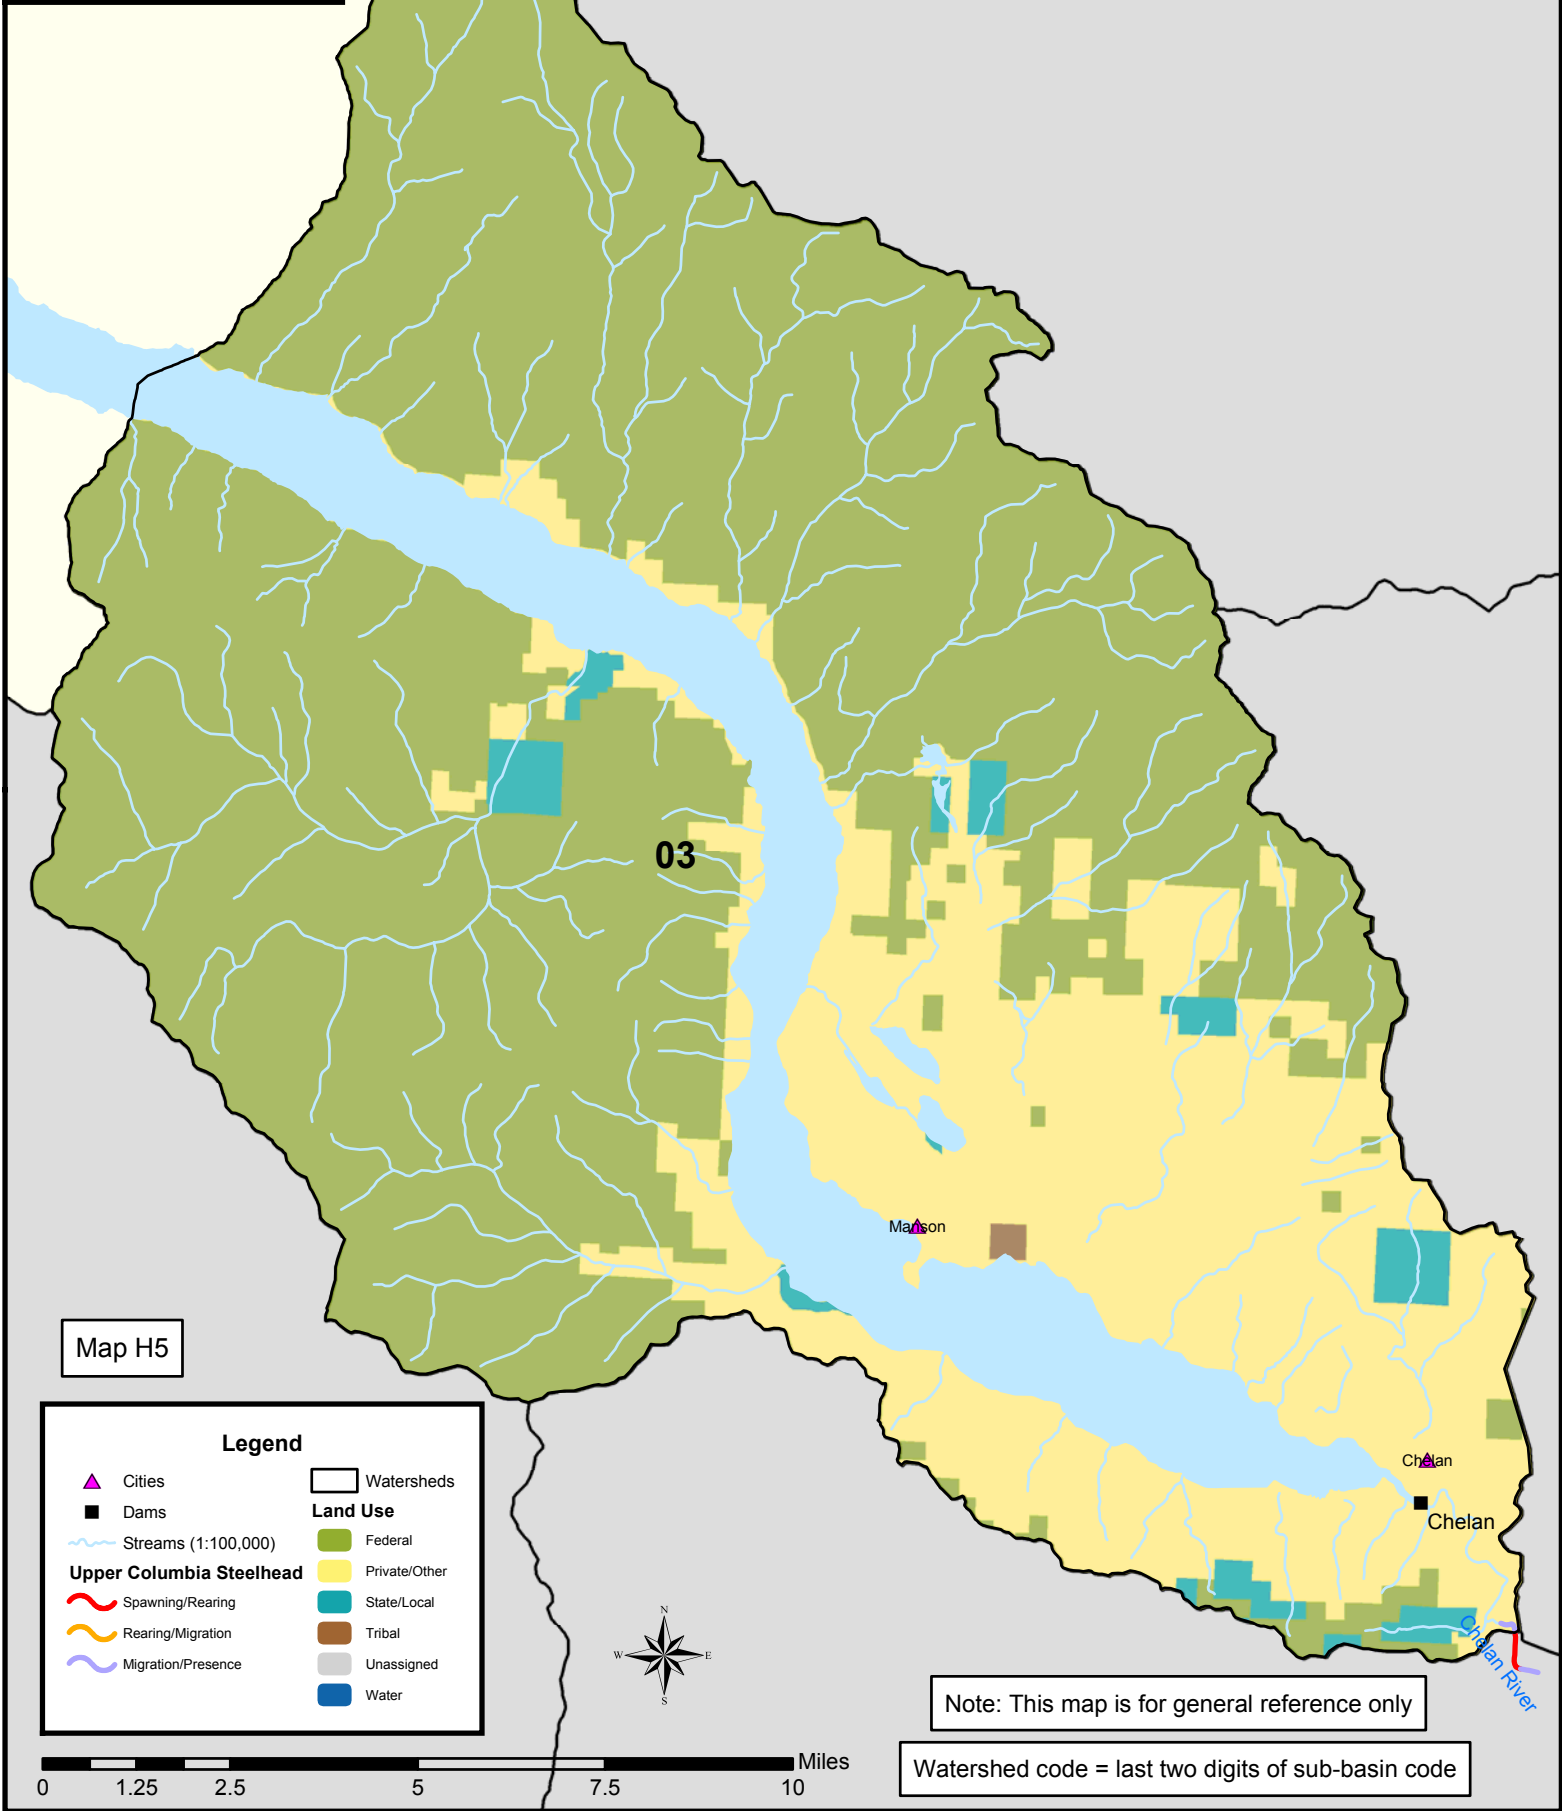 03
Manson
Map H5
Chelan
Chelan
Chelan River
Legend
Cities
Dams
Streams (1:100,000)
Upper Columbia Steelhead
Spawning/Rearing
Rearing/Migration
Migration/Presence
Watersheds
Land Use
Federal
Private/Other
State/Local
Tribal
Unassigned
Water
N
W E
S
Note: This map is for general reference only
Watershed code = last two digits of sub-basin code
Miles
0 1.25 2.5 5 7.5 10